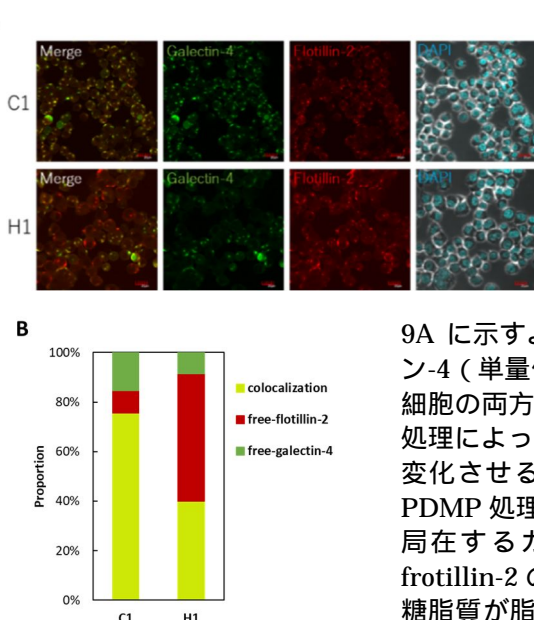 Merge Galectin-4 Flotillin-2 DAPI
C1
Merge Galectin-4 Flotillin-2 DAPI
H1
B
100%
80%
60%
40%
20%
0%
Proportion
C1 H1
colocalization
free-flotillin-2
free-galectin-4
9A に示すよ
ン-4 ( 単量
細胞の両方
処理によっ
変化させる
PDMP 処理
局在するカ
frotillin-2 の
糖脂質が脂